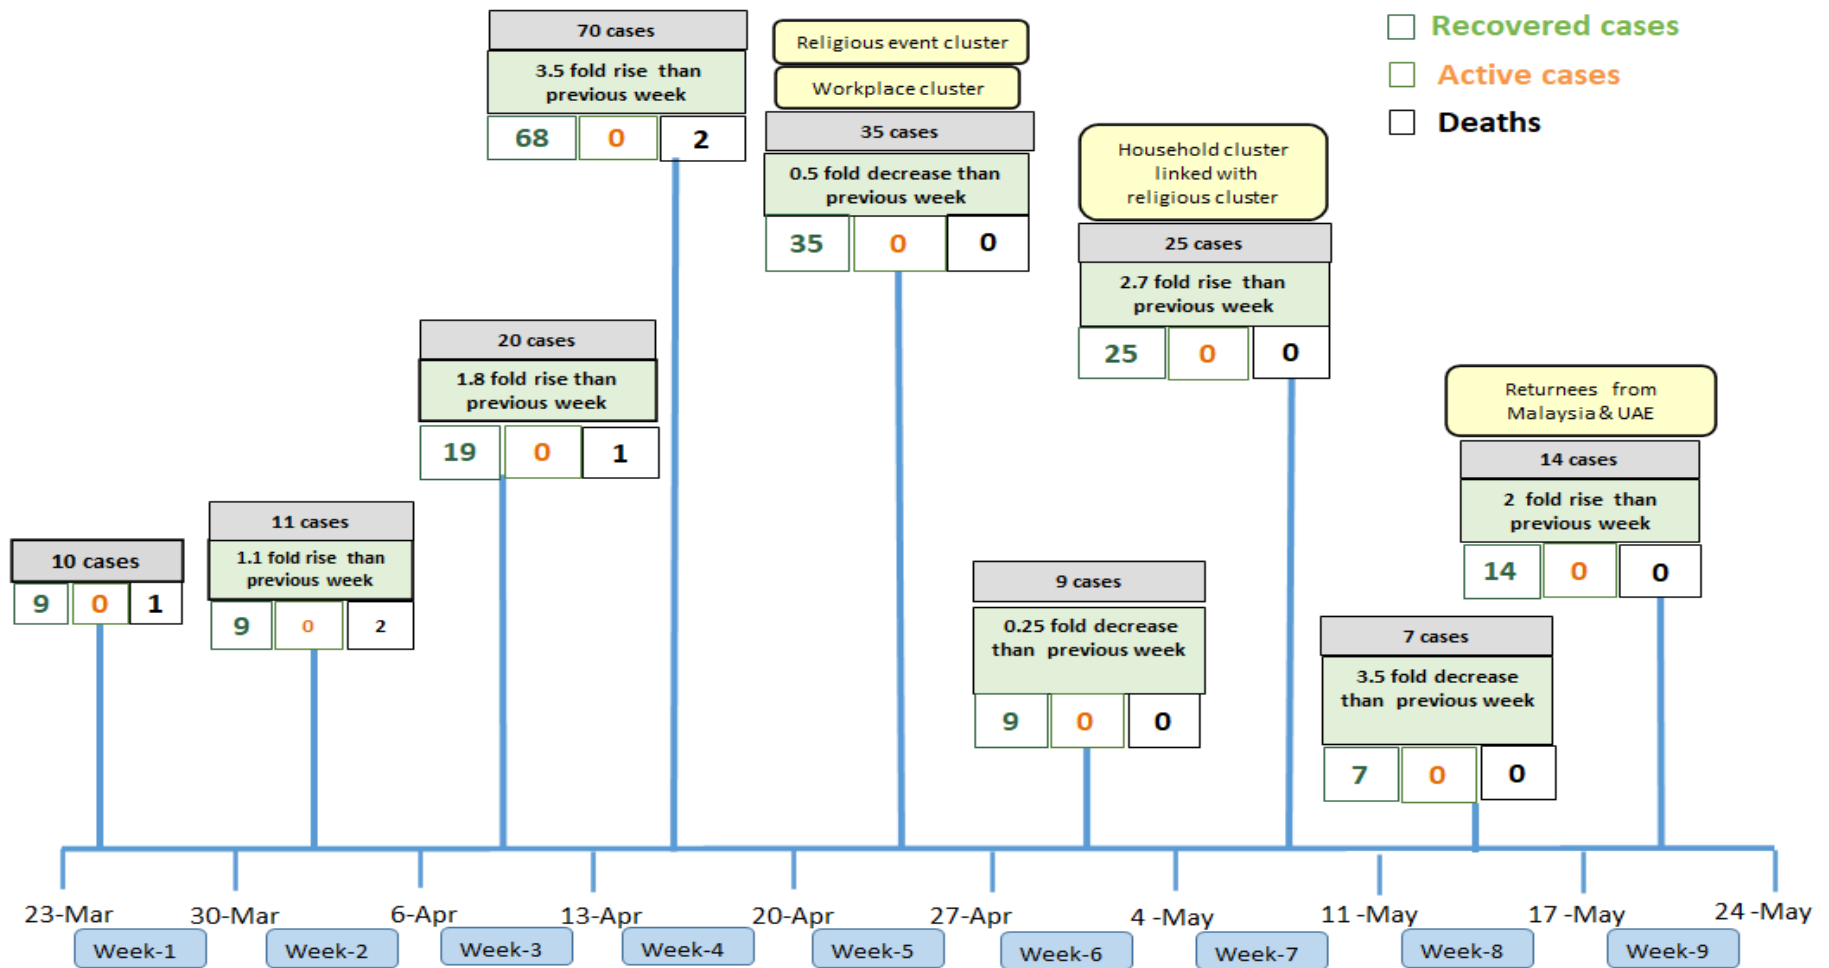 Recovered cases
Active cases
Deaths
10 cases
9 0 1
11 cases
1.1 fold rise than
previous week
9 0 2
20 cases
1.8 fold rise than
previous week
19 0 1
70 cases
3.5 fold rise than
previous week
68 0 2
Religious event cluster
Workplace cluster
35 cases
0.5 fold decrease than
previous week
35 0 0
9 cases
0.25 fold decrease
than previous week
9 0 0
Household cluster
linked with
religious cluster
25 cases
2.7 fold rise than
previous week
25 0 0
7 cases
3.5 fold decrease
than previous week
7 0 0
Returnees from
Malaysia & UAE
14 cases
2 fold rise than
previous week
14 0 0
23-Mar 30-Mar 6-Apr 13-Apr 20-Apr 27-Apr 4 -May 11 -May 17 -May 24 -May
Week-1 Week-2 Week-3 Week-4 Week-5 Week-6 Week-7 Week-8 Week-9